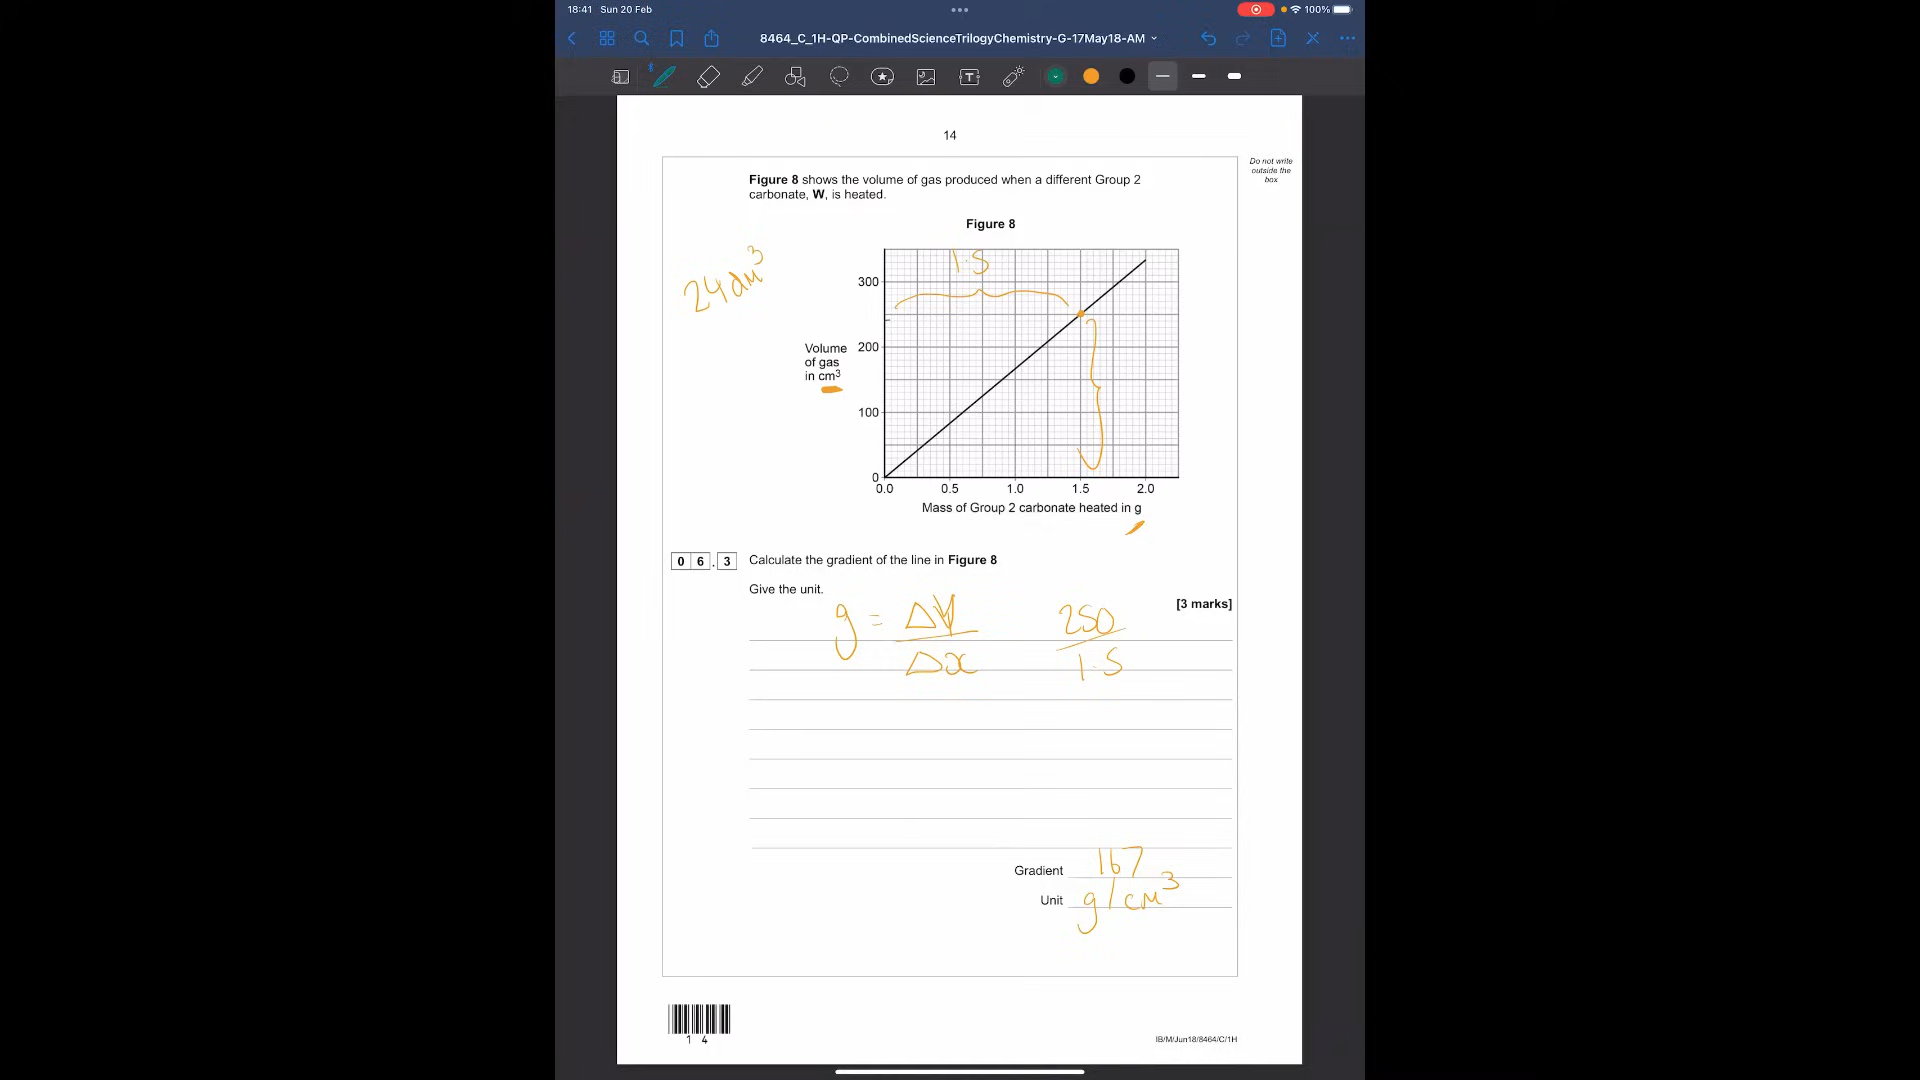 18:41 Sun 20 Feb
100%
8464_C_1H-QP-CombinedScienceTrilogyChemistry-G-17May18-AM
14
Do not write
outside the
box
Figure 8 shows the volume of gas produced when a different Group 2
carbonate, W, is heated.
Figure 8
24dm³
1.5
300
200
100
0
Volume
of gas
in cm³
0.0 0.5 1.0 1.5 2.0
Mass of Group 2 carbonate heated in g
0 6 . 3 Calculate the gradient of the line in Figure 8
Give the unit.
[3 marks]
g = Δy/Δx 250/1.5
Gradient 167
Unit g/cm³
1 4
IB/M/Jun18/8464/C/1H